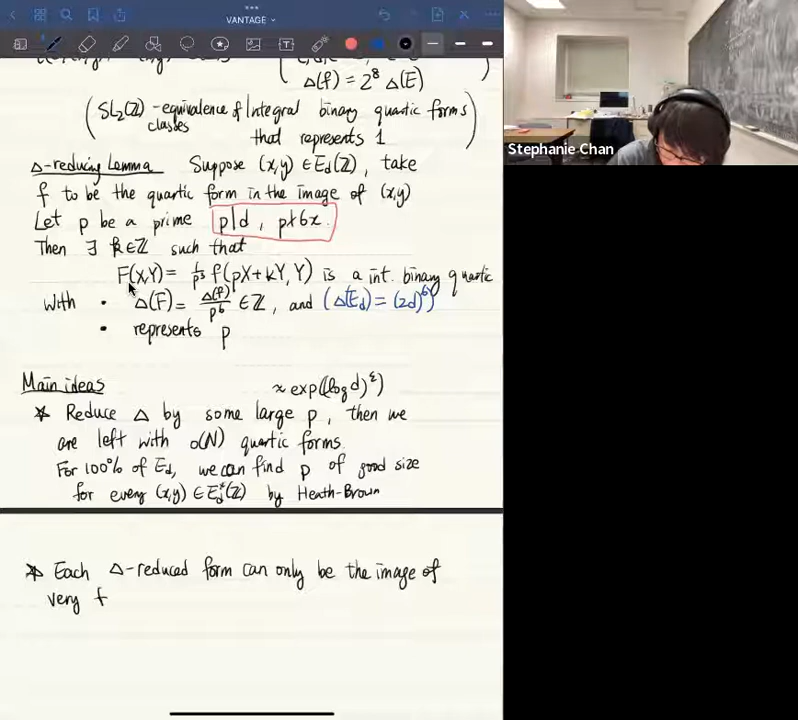 VANTAGE
Δ(f) = 2⁸ Δ(E)
(SL₂(ℤ)-equivalence of Integral binary quartic forms
classes
that represents 1)
Δ-reducing Lemma Suppose (x,y) ∈ E_d(ℤ), take
f to be the quartic form in the image of (x,y)
Let p be a prime p|d, p∤6x.
Then ∃ k∈ℤ such that
F(X,Y) = 1/p³ f(pX+kY, Y) is a int. binary quartic
with • Δ(F) = Δ(f)/p⁶ ∈ ℤ, and (Δ(E_d) = (2d)⁶)
• represents p
Main ideas ≈ exp((log d)^ε)
* Reduce Δ by some large p, then we
are left with o(N) quartic forms.
For 100% of E_d, we can find p of good size
for every (x,y) ∈ E_d*(ℤ) by Heath-Brown
* Each Δ-reduced form can only be the image of
very f
Stephanie Chan